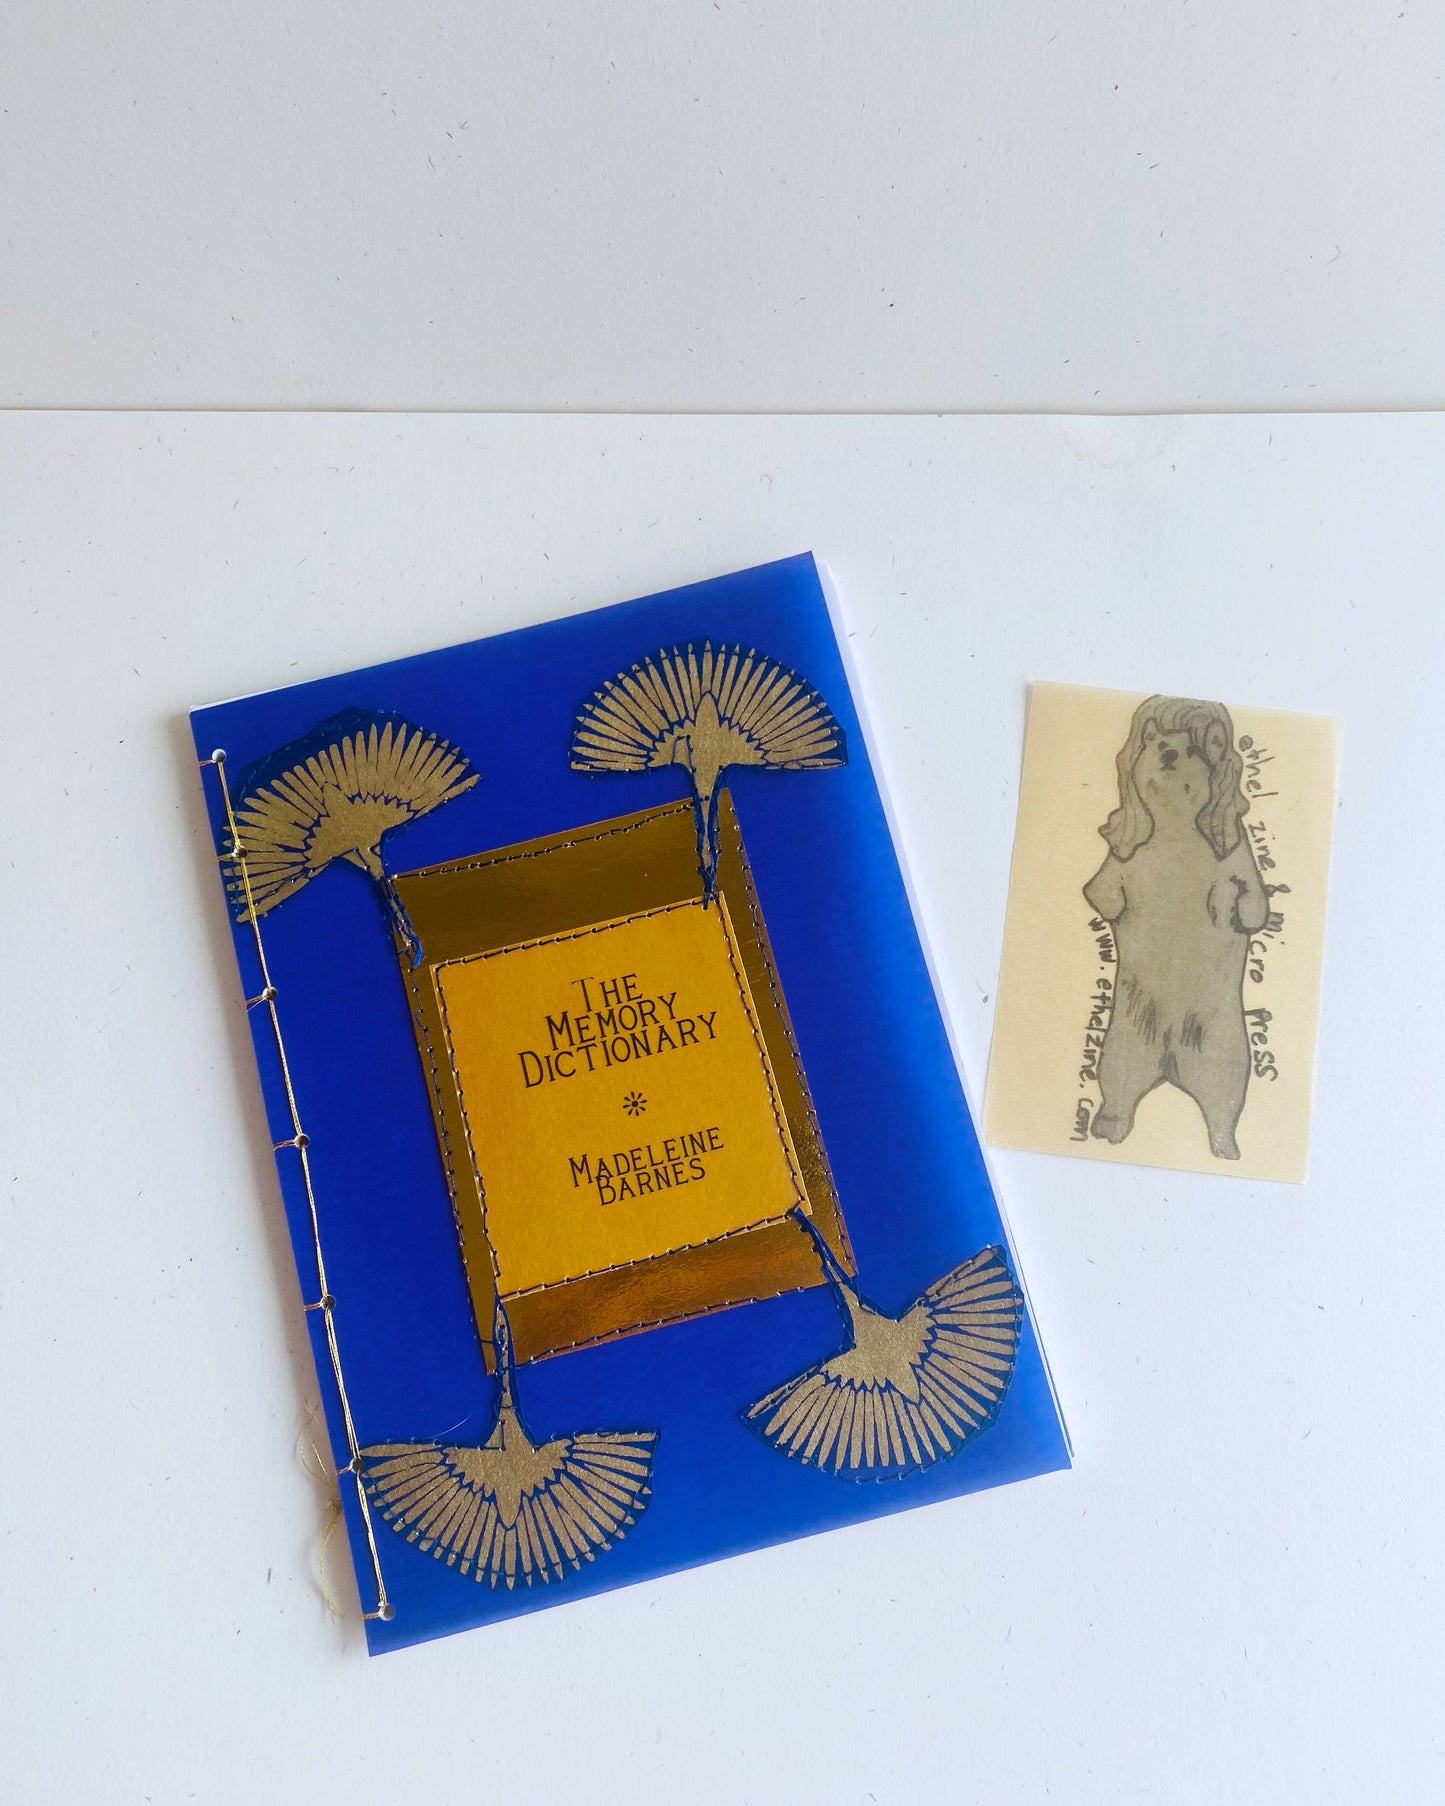 The
Memory
Dictionary
Madeleine
Barnes
ethel zine & micro press
www.ethelzine.com